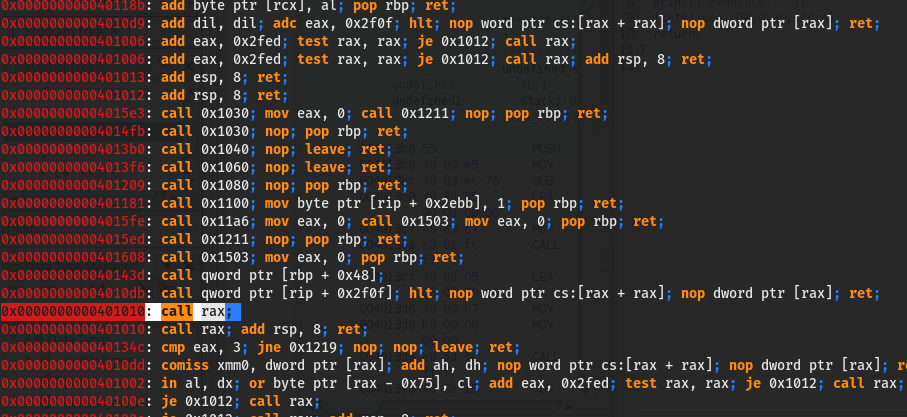 0x000000000040118b: add byte ptr [rcx], al; pop rbp; ret;
0x00000000004010d9: add dil, dil; adc eax, 0x2f0f; hlt; nop word ptr cs:[rax + rax]; nop dword ptr [rax]; ret;
0x0000000000401006: add eax, 0x2fed; test rax, rax; je 0x1012; call rax;
0x0000000000401006: add eax, 0x2fed; test rax, rax; je 0x1012; call rax; add rsp, 8; ret;
0x0000000000401013: add esp, 8; ret;
0x0000000000401012: add rsp, 8; ret;
0x00000000004015e3: call 0x1030; mov eax, 0; call 0x1211; nop; pop rbp; ret;
0x00000000004014fb: call 0x1030; nop; pop rbp; ret;
0x00000000004013b0: call 0x1040; nop; leave; ret;
0x00000000004013f6: call 0x1060; nop; leave; ret;
0x0000000000401209: call 0x1080; nop; pop rbp; ret;
0x0000000000401181: call 0x1100; mov byte ptr [rip + 0x2ebb], 1; pop rbp; ret;
0x00000000004015fe: call 0x11a6; mov eax, 0; call 0x1503; mov eax, 0; pop rbp; ret;
0x00000000004015ed: call 0x1211; nop; pop rbp; ret;
0x0000000000401608: call 0x1503; mov eax, 0; pop rbp; ret;
0x000000000040143d: call qword ptr [rbp + 0x48];
0x00000000004010db: call qword ptr [rip + 0x2f0f]; hlt; nop word ptr cs:[rax + rax]; nop dword ptr [rax]; ret;
0x0000000000401010: call rax;
0x0000000000401010: call rax; add rsp, 8; ret;
0x000000000040134c: cmp eax, 3; jne 0x1219; nop; nop; leave; ret;
0x00000000004010dd: comiss xmm0, dword ptr [rax]; add ah, dh; nop word ptr cs:[rax + rax]; nop dword ptr [rax]; re
0x0000000000401002: in al, dx; or byte ptr [rax - 0x75], cl; add eax, 0x2fed; test rax, rax; je 0x1012; call rax;
0x000000000040100e: je 0x1012; call rax;